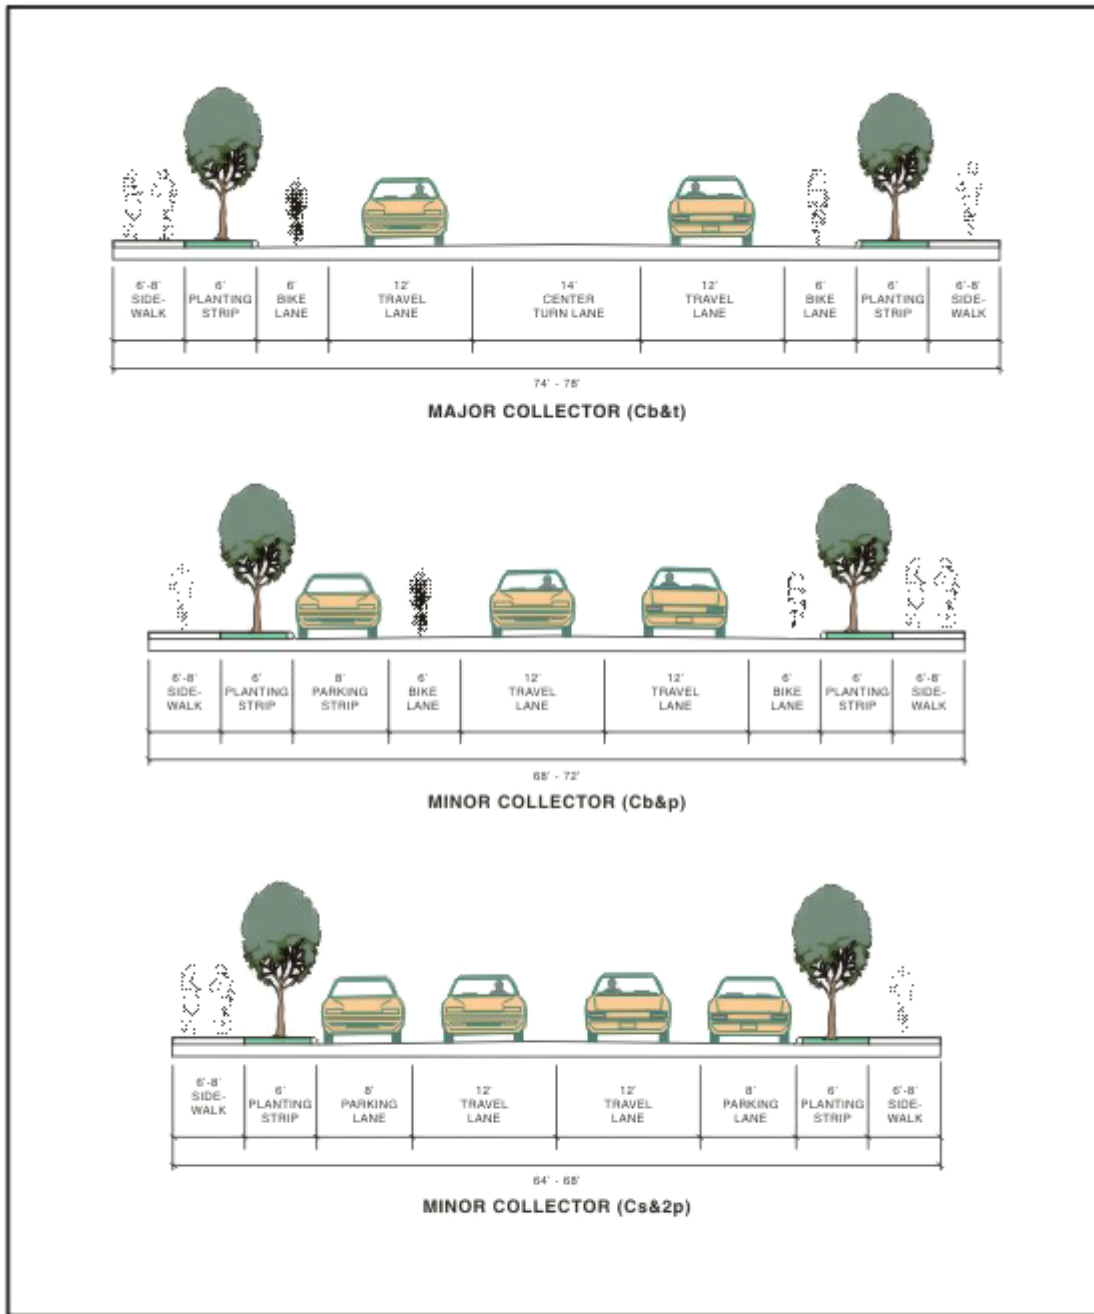 6'-8' SIDE-WALK
6' PLANTING STRIP
6' BIKE LANE
12' TRAVEL LANE
14' CENTER TURN LANE
12' TRAVEL LANE
6' BIKE LANE
6' PLANTING STRIP
6'-8' SIDE-WALK
74' - 78'
MAJOR COLLECTOR (Cb&t)
6'-8' SIDE-WALK
6' PLANTING STRIP
8' PARKING STRIP
6' BIKE LANE
12' TRAVEL LANE
12' TRAVEL LANE
6' BIKE LANE
6' PLANTING STRIP
6'-8' SIDE-WALK
68' - 72'
MINOR COLLECTOR (Cb&p)
6'-8' SIDE-WALK
6' PLANTING STRIP
8' PARKING LANE
12' TRAVEL LANE
12' TRAVEL LANE
8' PARKING LANE
6' PLANTING STRIP
6'-8' SIDE-WALK
64' - 68'
MINOR COLLECTOR (Cs&2p)